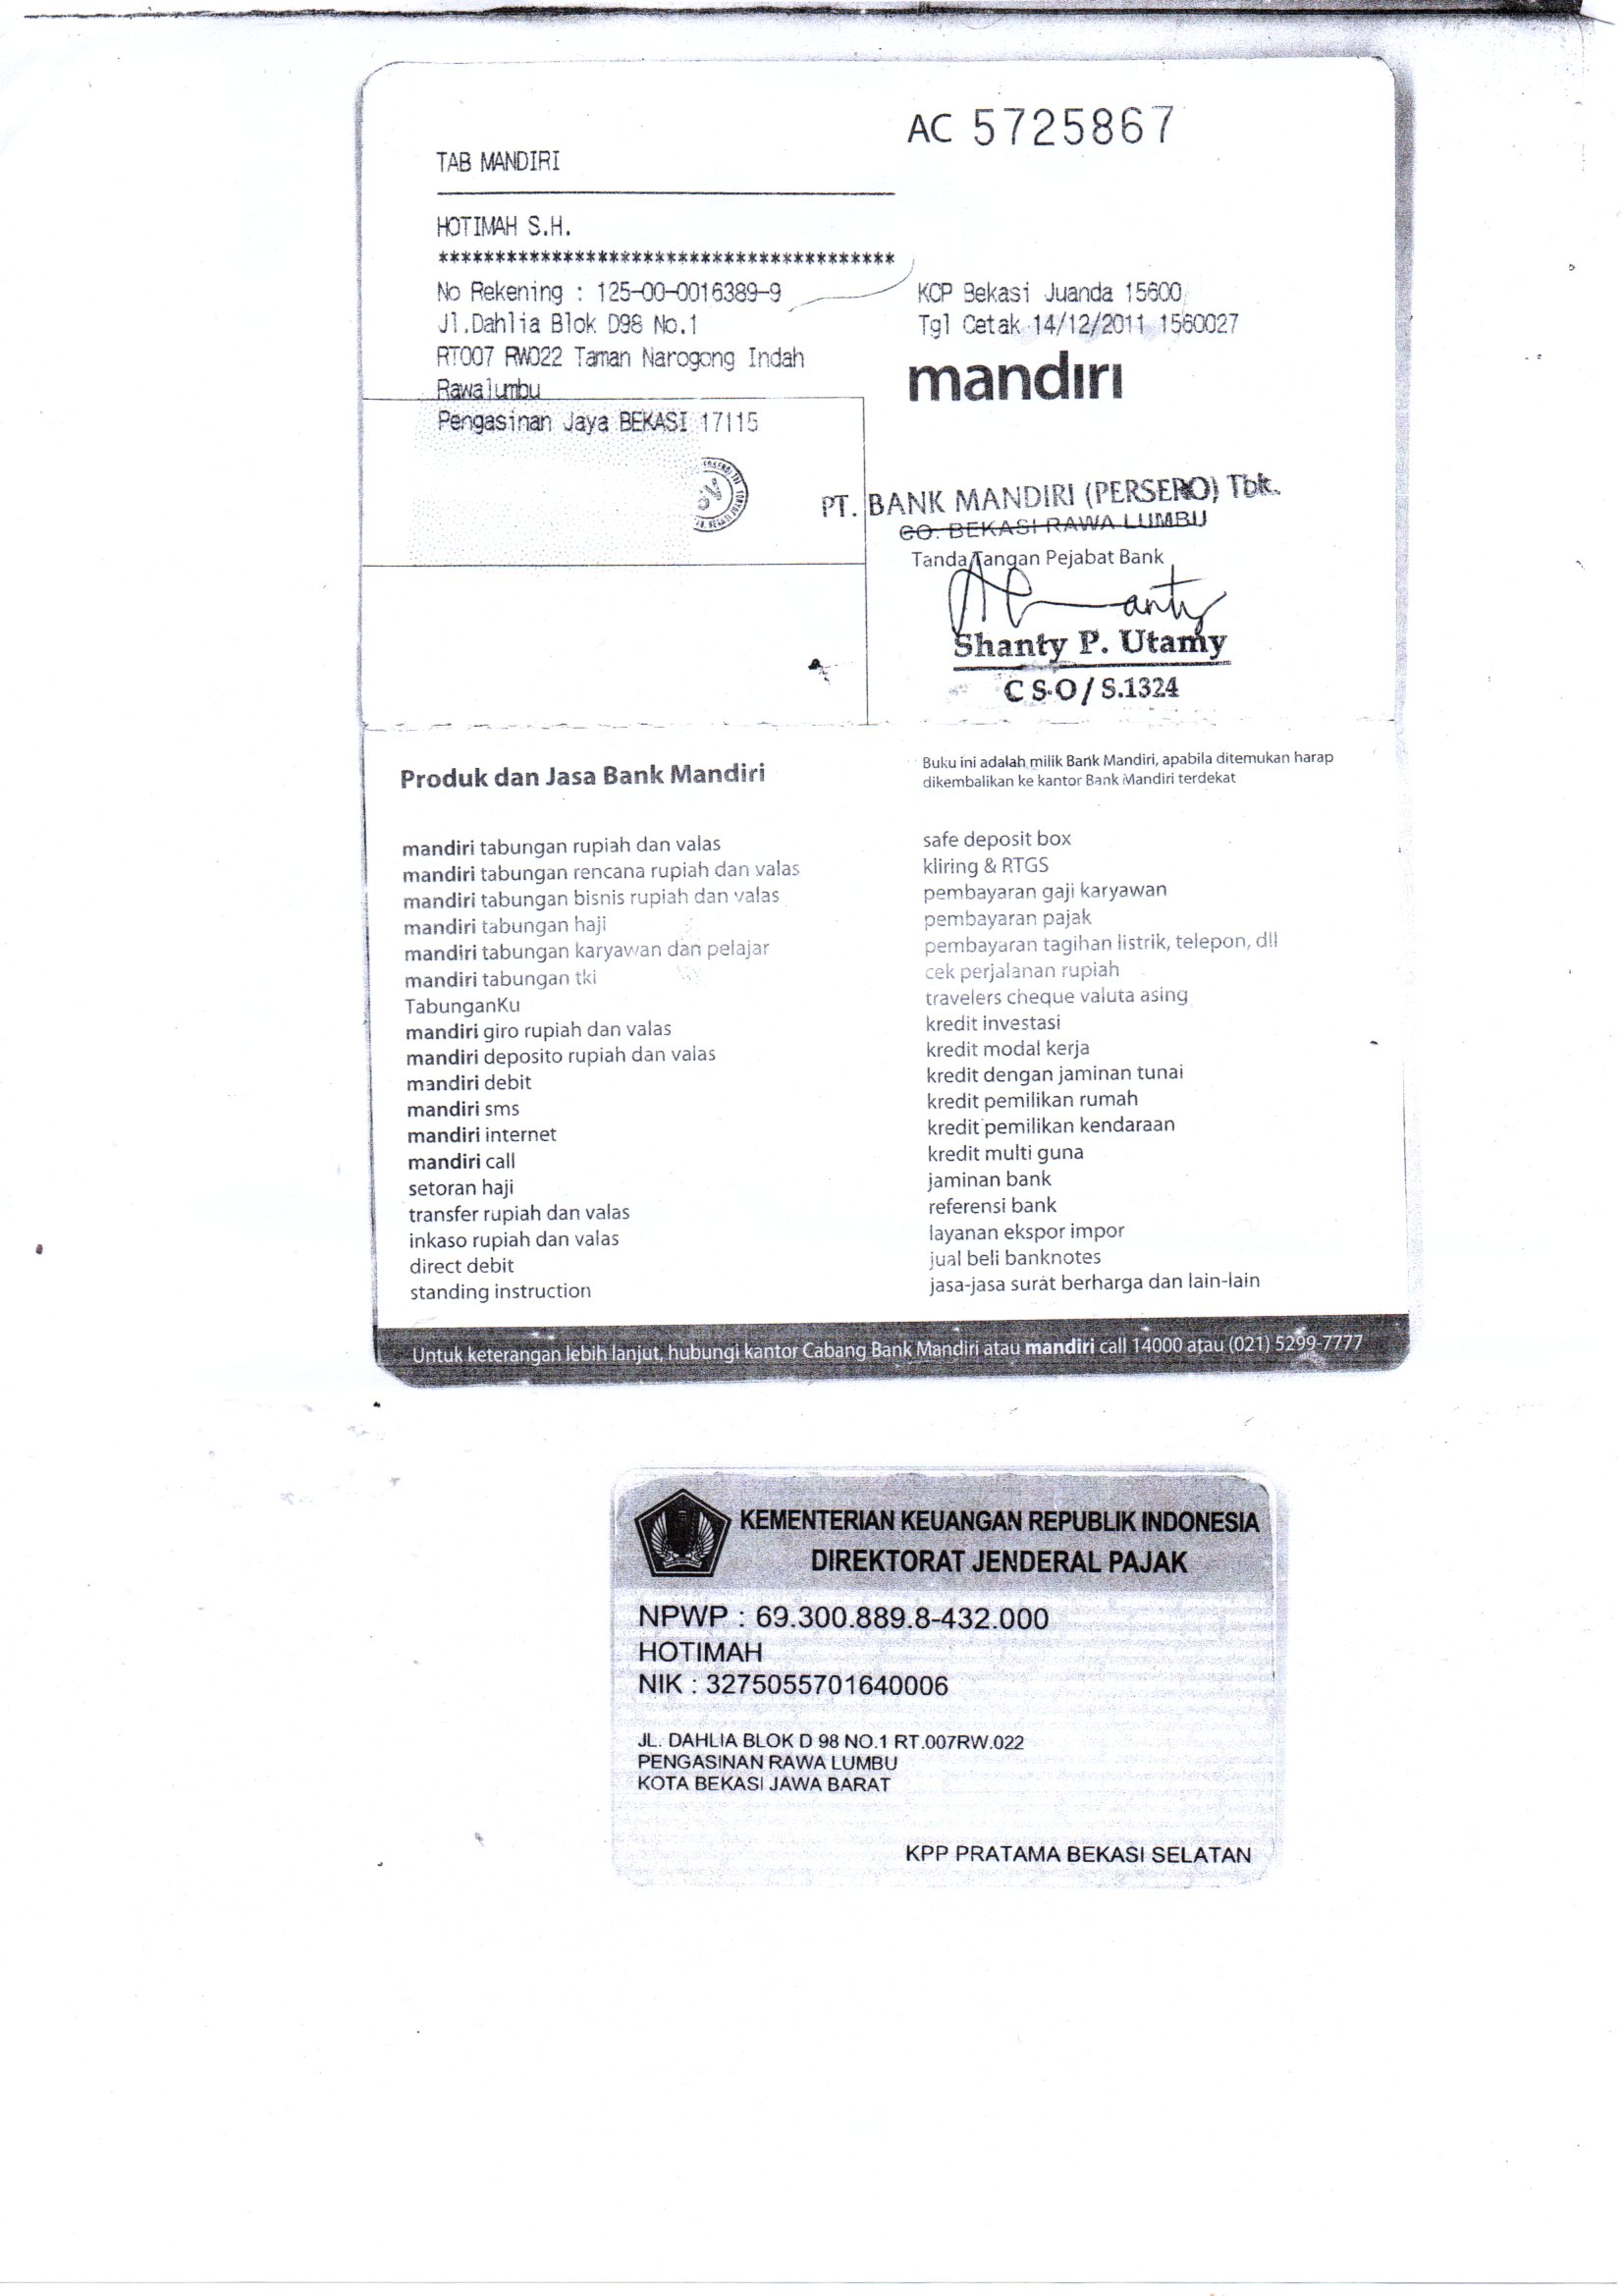 AC 5725867
TAB MANDIRI
HOTIMAH S.H.
****************************************
No Rekening : 125-00-0016389-9
Jl.Dahlia Blok D98 No.1
RT007 RW022 Taman Narogong Indah
Rawalumbu
Pengasinan Jaya BEKASI 17115
KCP Bekasi Juanda 15600
Tgl Cetak 14/12/2011 1560027
mandırı
PT. BANK MANDIRI (PERSERO) Tbk.
CO. BEKASI RAWA LUMBU
Tanda Tangan Pejabat Bank
Shanty P. Utamy
CSO/S.1324
Produk dan Jasa Bank Mandiri
mandiri tabungan rupiah dan valas
mandiri tabungan rencana rupiah dan valas
mandiri tabungan bisnis rupiah dan valas
mandiri tabungan haji
mandiri tabungan karyawan dan pelajar
mandiri tabungan tki
TabunganKu
mandiri giro rupiah dan valas
mandiri deposito rupiah dan valas
mandiri debit
mandiri sms
mandiri internet
mandiri call
setoran haji
transfer rupiah dan valas
inkaso rupiah dan valas
direct debit
standing instruction
Buku ini adalah milik Bank Mandiri, apabila ditemukan harap
dikembalikan ke kantor Bank Mandiri terdekat
safe deposit box
kliring & RTGS
pembayaran gaji karyawan
pembayaran pajak
pembayaran tagihan listrik, telepon, dll
cek perjalanan rupiah
travelers cheque valuta asing
kredit investasi
kredit modal kerja
kredit dengan jaminan tunai
kredit pemilikan rumah
kredit pemilikan kendaraan
kredit multi guna
jaminan bank
referensi bank
layanan ekspor impor
jual beli banknotes
jasa-jasa surat berharga dan lain-lain
Untuk keterangan lebih lanjut, hubungi kantor Cabang Bank Mandiri atau mandiri call 14000 atau (021) 5299-7777
KEMENTERIAN KEUANGAN REPUBLIK INDONESIA
DIREKTORAT JENDERAL PAJAK
NPWP : 69.300.889.8-432.000
HOTIMAH
NIK : 3275055701640006
JL. DAHLIA BLOK D 98 NO.1 RT.007RW.022
PENGASINAN RAWA LUMBU
KOTA BEKASI JAWA BARAT
KPP PRATAMA BEKASI SELATAN